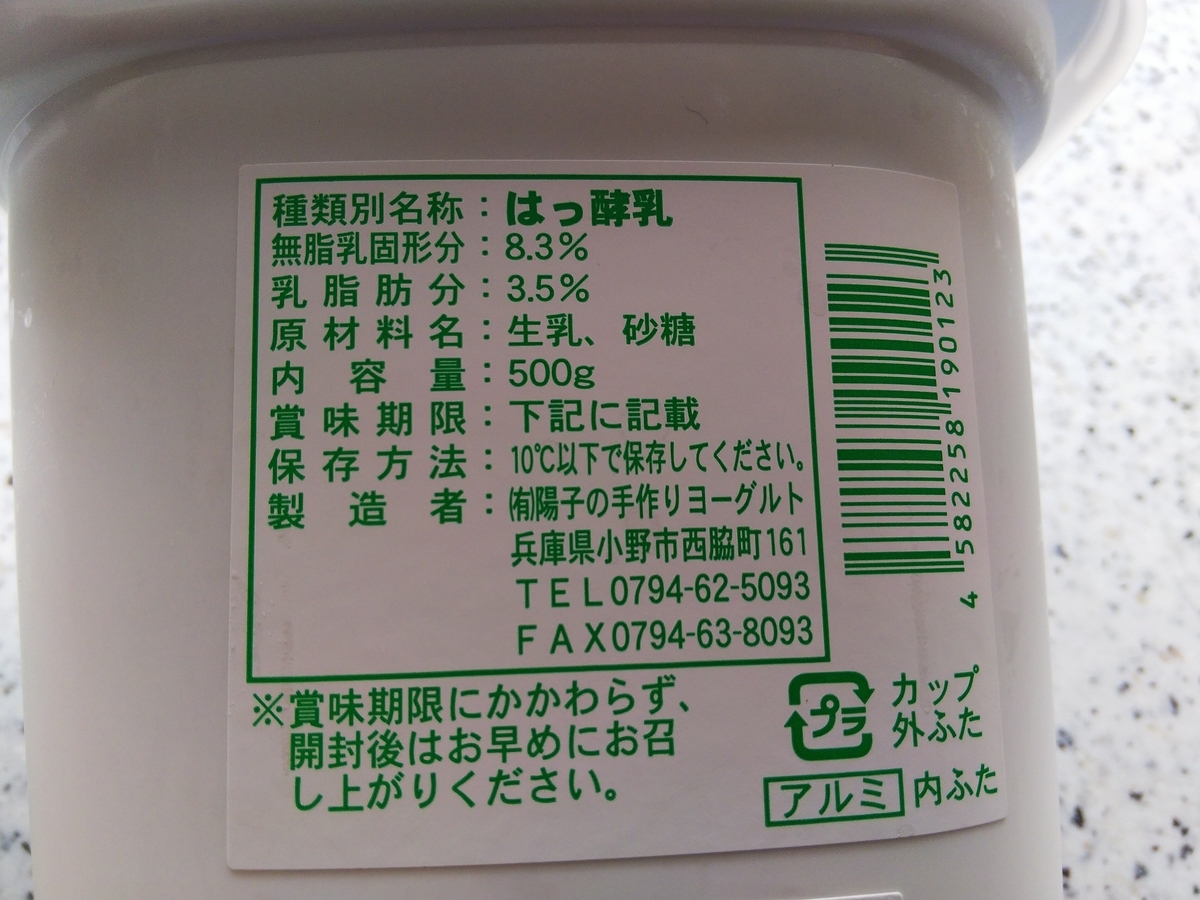 種類別名称：はっ酵乳
無脂乳固形分：8.3%
乳脂肪分：3.5%
原材料名：生乳、砂糖
内容量：500g
賞味期限：下記に記載
保存方法：10℃以下で保存してください。
製造者：㈲陽子の手作りヨーグルト
兵庫県小野市西脇町161
TEL0794-62-5093
FAX0794-63-8093
※賞味期限にかかわらず、
開封後はお早めにお召
し上がりください。
4 582258 190123
プラ カップ
外ふた
アルミ 内ふた